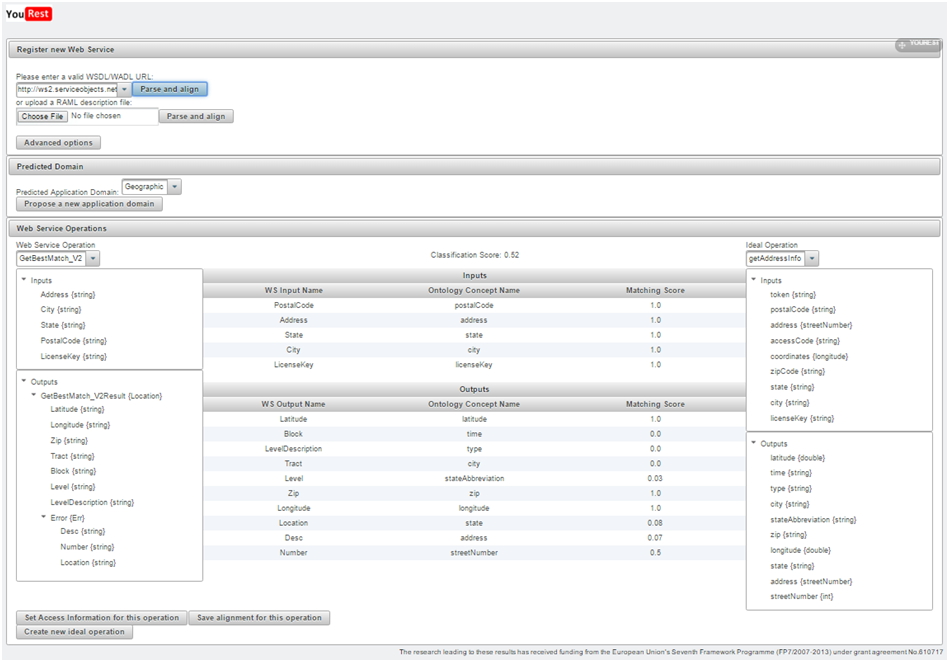 You Rest
Register new Web Service
YOUREST
Please enter a valid WSDL/WADL URL:
http://ws2.serviceobjects.net Parse and align
or upload a RAML description file:
Choose File No file chosen Parse and align
Advanced options
Predicted Domain
Predicted Application Domain: Geographic
Propose a new application domain
Web Service Operations
Web Service Operation
GetBestMatch_V2
Inputs
Address {string}
City {string}
State {string}
PostalCode {string}
LicenseKey {string}
Outputs
GetBestMatch_V2Result {Location}
Latitude {string}
Longitude {string}
Zip {string}
Tract {string}
Block {string}
Level {string}
LevelDescription {string}
Error {Err}
Desc {string}
Number {string}
Location {string}
Classification Score: 0.52
Inputs
WS Input Name Ontology Concept Name Matching Score
PostalCode postalCode 1.0
Address address 1.0
State state 1.0
City city 1.0
LicenseKey licenseKey 1.0
Outputs
WS Output Name Ontology Concept Name Matching Score
Latitude latitude 1.0
Block time 0.0
LevelDescription type 0.0
Tract city 0.0
Level stateAbbreviation 0.03
Zip zip 1.0
Longitude longitude 1.0
Location state 0.08
Desc address 0.07
Number streetNumber 0.5
Ideal Operation
getAddressInfo
Inputs
token {string}
postalCode {string}
address {streetNumber}
accessCode {string}
coordinates {longitude}
zipCode {string}
state {string}
city {string}
licenseKey {string}
Outputs
latitude {double}
time {string}
type {string}
city {string}
stateAbbreviation {string}
zip {string}
longitude {double}
state {string}
address {streetNumber}
streetNumber {int}
Set Access Information for this operation Save alignment for this operation
Create new ideal operation
The research leading to these results has received funding from the European Union's Seventh Framework Programme (FP7/2007-2013) under grant agreement No.610717